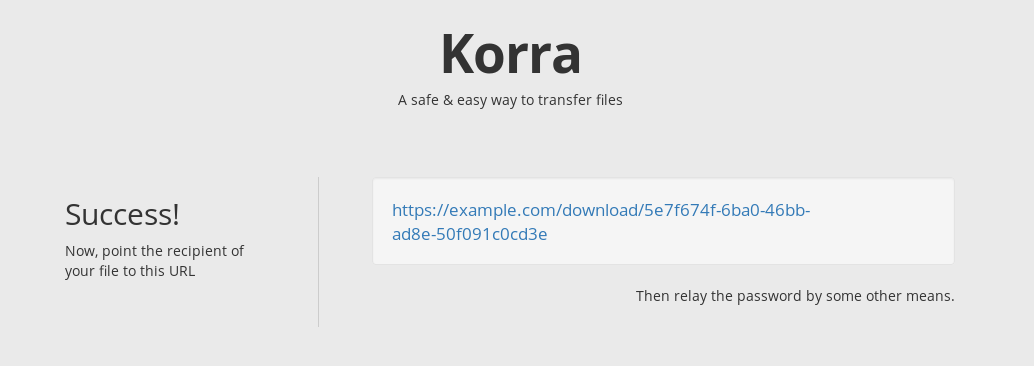 Korra
A safe & easy way to transfer files
Success!
Now, point the recipient of
your file to this URL
https://example.com/download/5e7f674f-6ba0-46bb-
ad8e-50f091c0cd3e
Then relay the password by some other means.